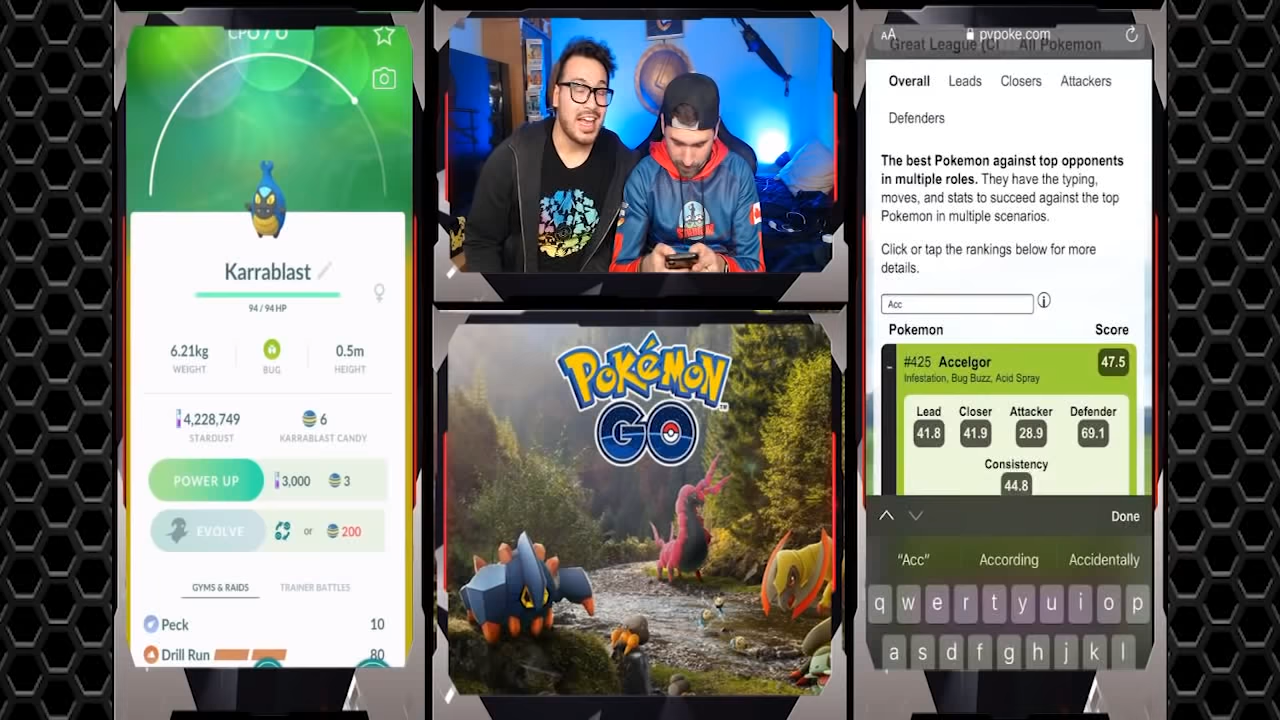 Karrablast
94 / 94 HP
6.21kg
WEIGHT
BUG
0.5m
HEIGHT
4,228,749
STARDUST
6
KARRABLAST CANDY
POWER UP
3,000
3
EVOLVE
or
200
GYMS & RAIDS
TRAINER BATTLES
Peck
10
Drill Run
80
POKÉMON
GO
AA
pvpoke.com
All Pokemon
Overall
Leads
Closers
Attackers
Defenders
The best Pokemon against top opponents
in multiple roles. They have the typing,
moves, and stats to succeed against the top
Pokemon in multiple scenarios.
Click or tap the rankings below for more
details.
Acc
Pokemon
Score
#425 Accelgor
47.5
Infestation, Bug Buzz, Acid Spray
Lead
Closer
Attacker
Defender
41.8
41.9
28.9
69.1
Consistency
44.8
Done
“Acc”
According
Accidentally
q w e r t y u i o p
a s d f g h j k l